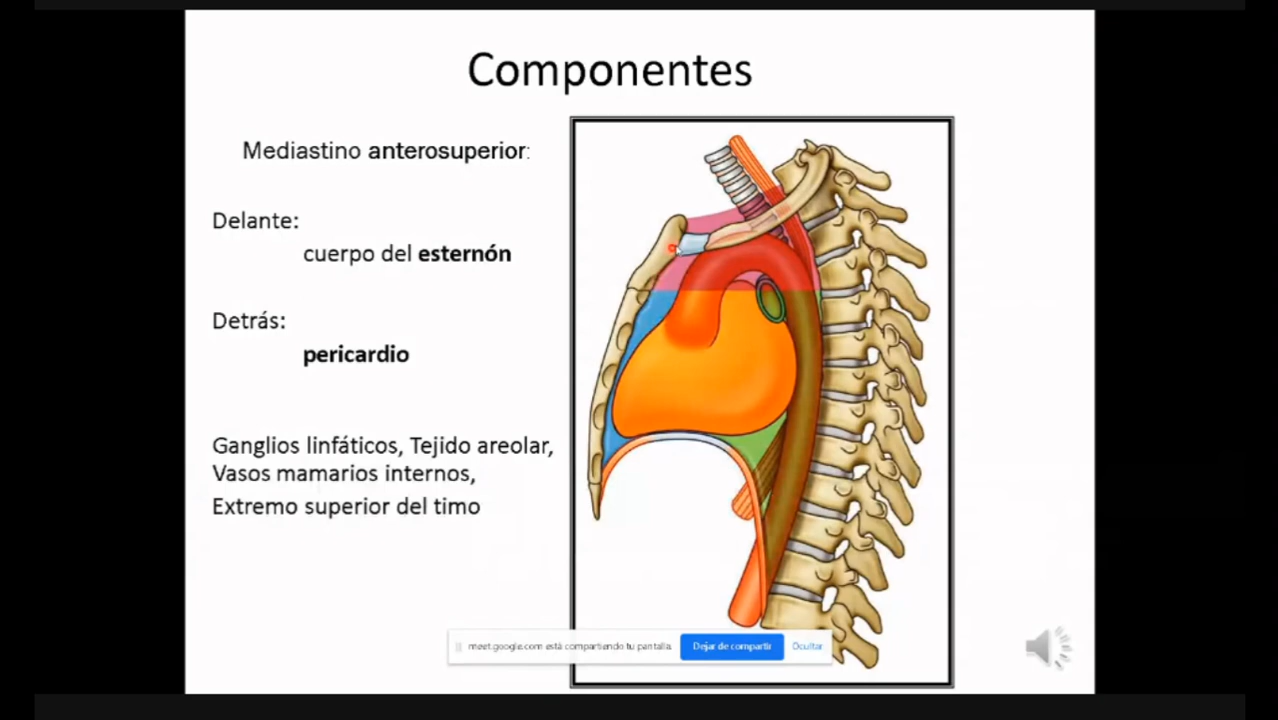 Componentes
Mediastino anterosuperior:
Delante:
cuerpo del esternón
Detrás:
pericardio
Ganglios linfáticos, Tejido areolar,
Vasos mamarios internos,
Extremo superior del timo
meet.google.com está compartiendo tu pantalla.
Dejar de compartir
Ocultar